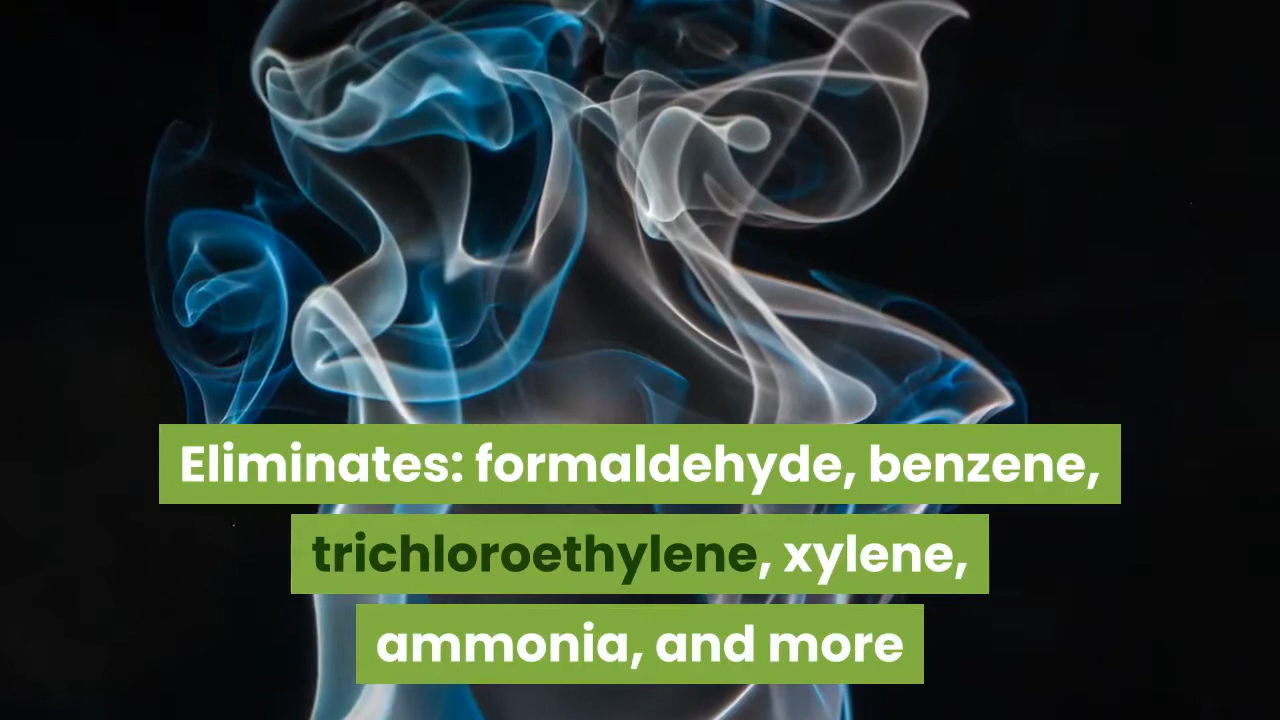 Eliminates: formaldehyde, benzene,
trichloroethylene, xylene,
ammonia, and more